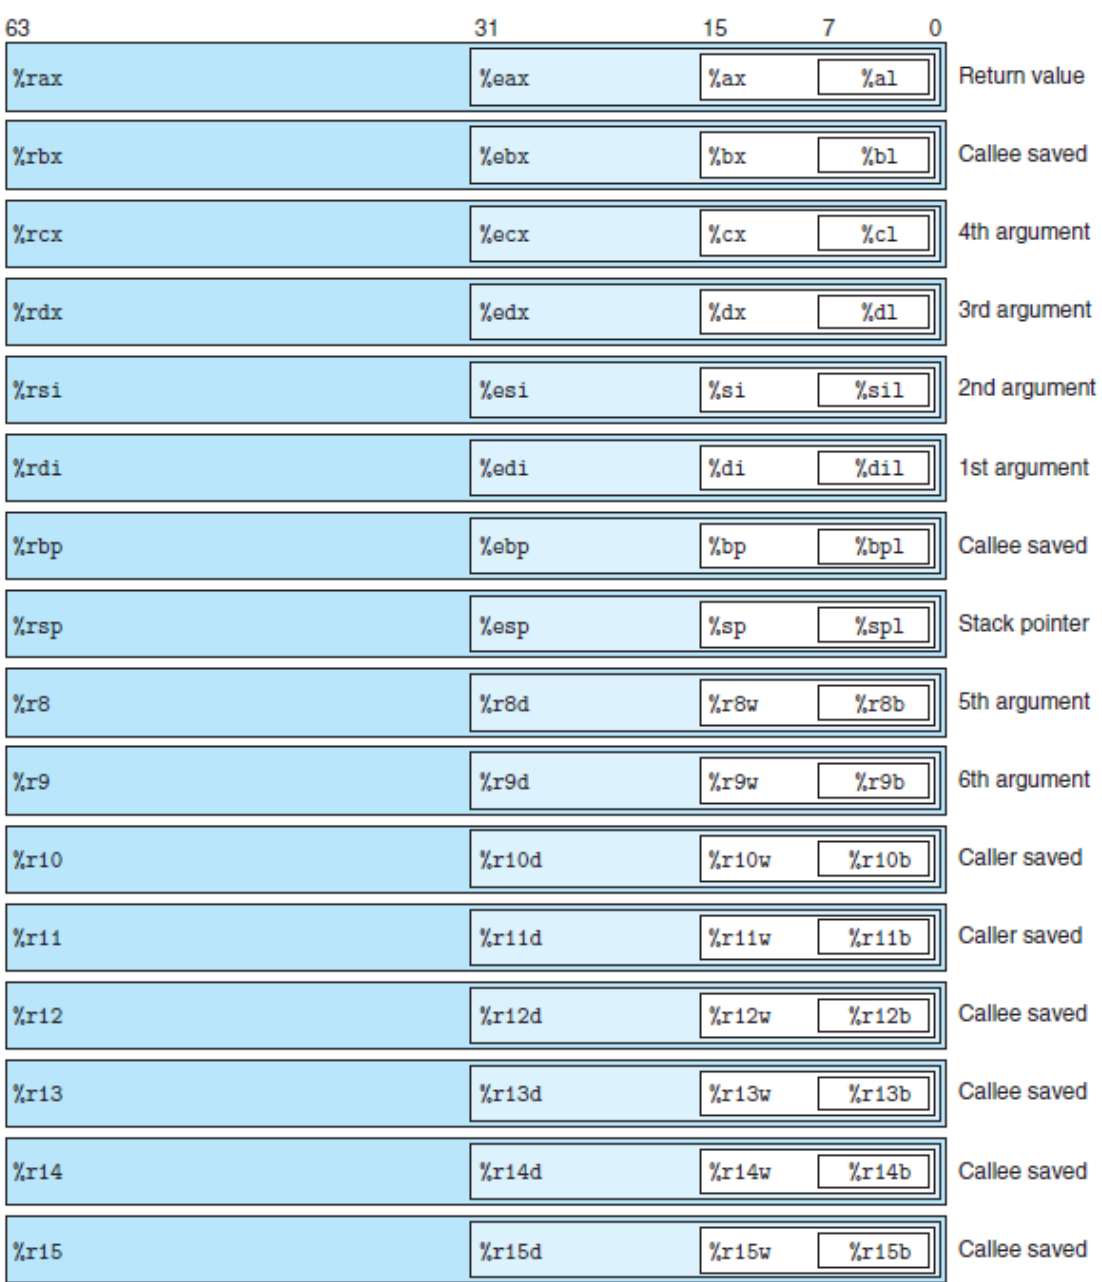 63 31 15 7 0
%rax %eax %ax %al Return value
%rbx %ebx %bx %bl Callee saved
%rcx %ecx %cx %cl 4th argument
%rdx %edx %dx %dl 3rd argument
%rsi %esi %si %sil 2nd argument
%rdi %edi %di %dil 1st argument
%rbp %ebp %bp %bpl Callee saved
%rsp %esp %sp %spl Stack pointer
%r8 %r8d %r8w %r8b 5th argument
%r9 %r9d %r9w %r9b 6th argument
%r10 %r10d %r10w %r10b Caller saved
%r11 %r11d %r11w %r11b Caller saved
%r12 %r12d %r12w %r12b Callee saved
%r13 %r13d %r13w %r13b Callee saved
%r14 %r14d %r14w %r14b Callee saved
%r15 %r15d %r15w %r15b Callee saved